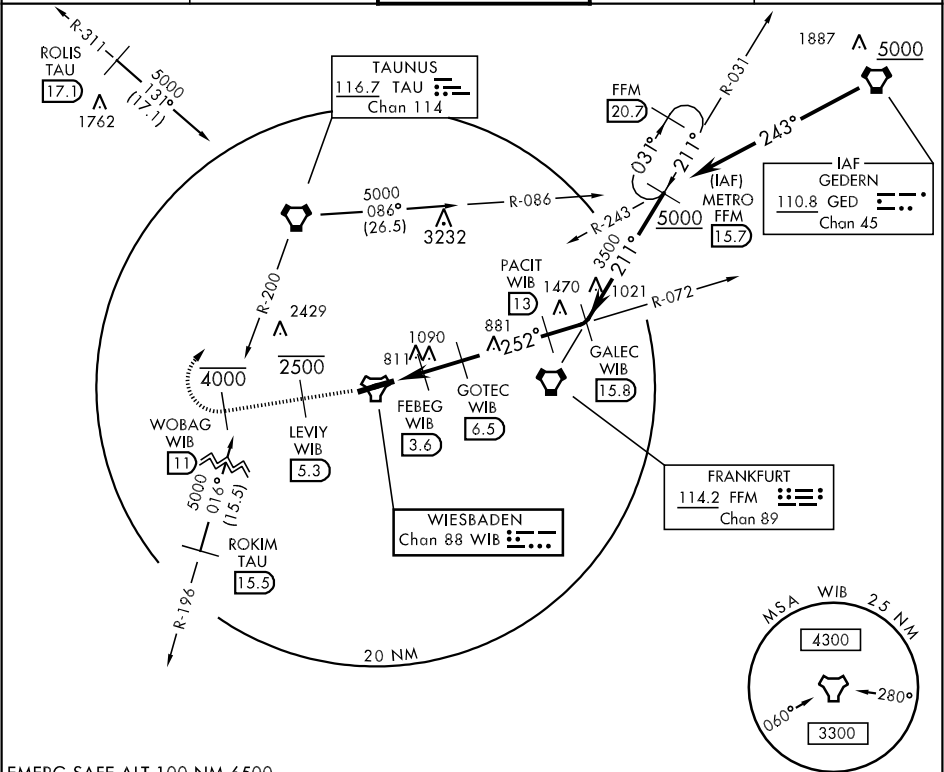 R-311
ROLIS
TAU
17.1
1762
5000
131°
(17.1)
TAUNUS
116.7 TAU
Chan 114
FFM
20.7
R-031
1887
5000
031°
211°
243°
IAF
GEDERN
110.8 GED
Chan 45
(IAF)
METRO
FFM
15.7
5000
R-243
5000
086°
(26.5)
R-086
3232
3500
211°
PACIT
WIB
13
1470
1021
R-072
R-200
2429
881
252°
1090
811
GALEC
WIB
15.8
4000
2500
WOBAG
WIB
11
LEVIY
WIB
5.3
FEBEG
WIB
3.6
GOTEC
WIB
6.5
5000
016°
(15.5)
ROKIM
TAU
15.5
R-196
WIESBADEN
Chan 88 WIB
FRANKFURT
114.2 FFM
Chan 89
20 NM
MSA WIB 25 NM
4300
060°
280°
3300
EMERG SAFE ALT 100 NM 6500